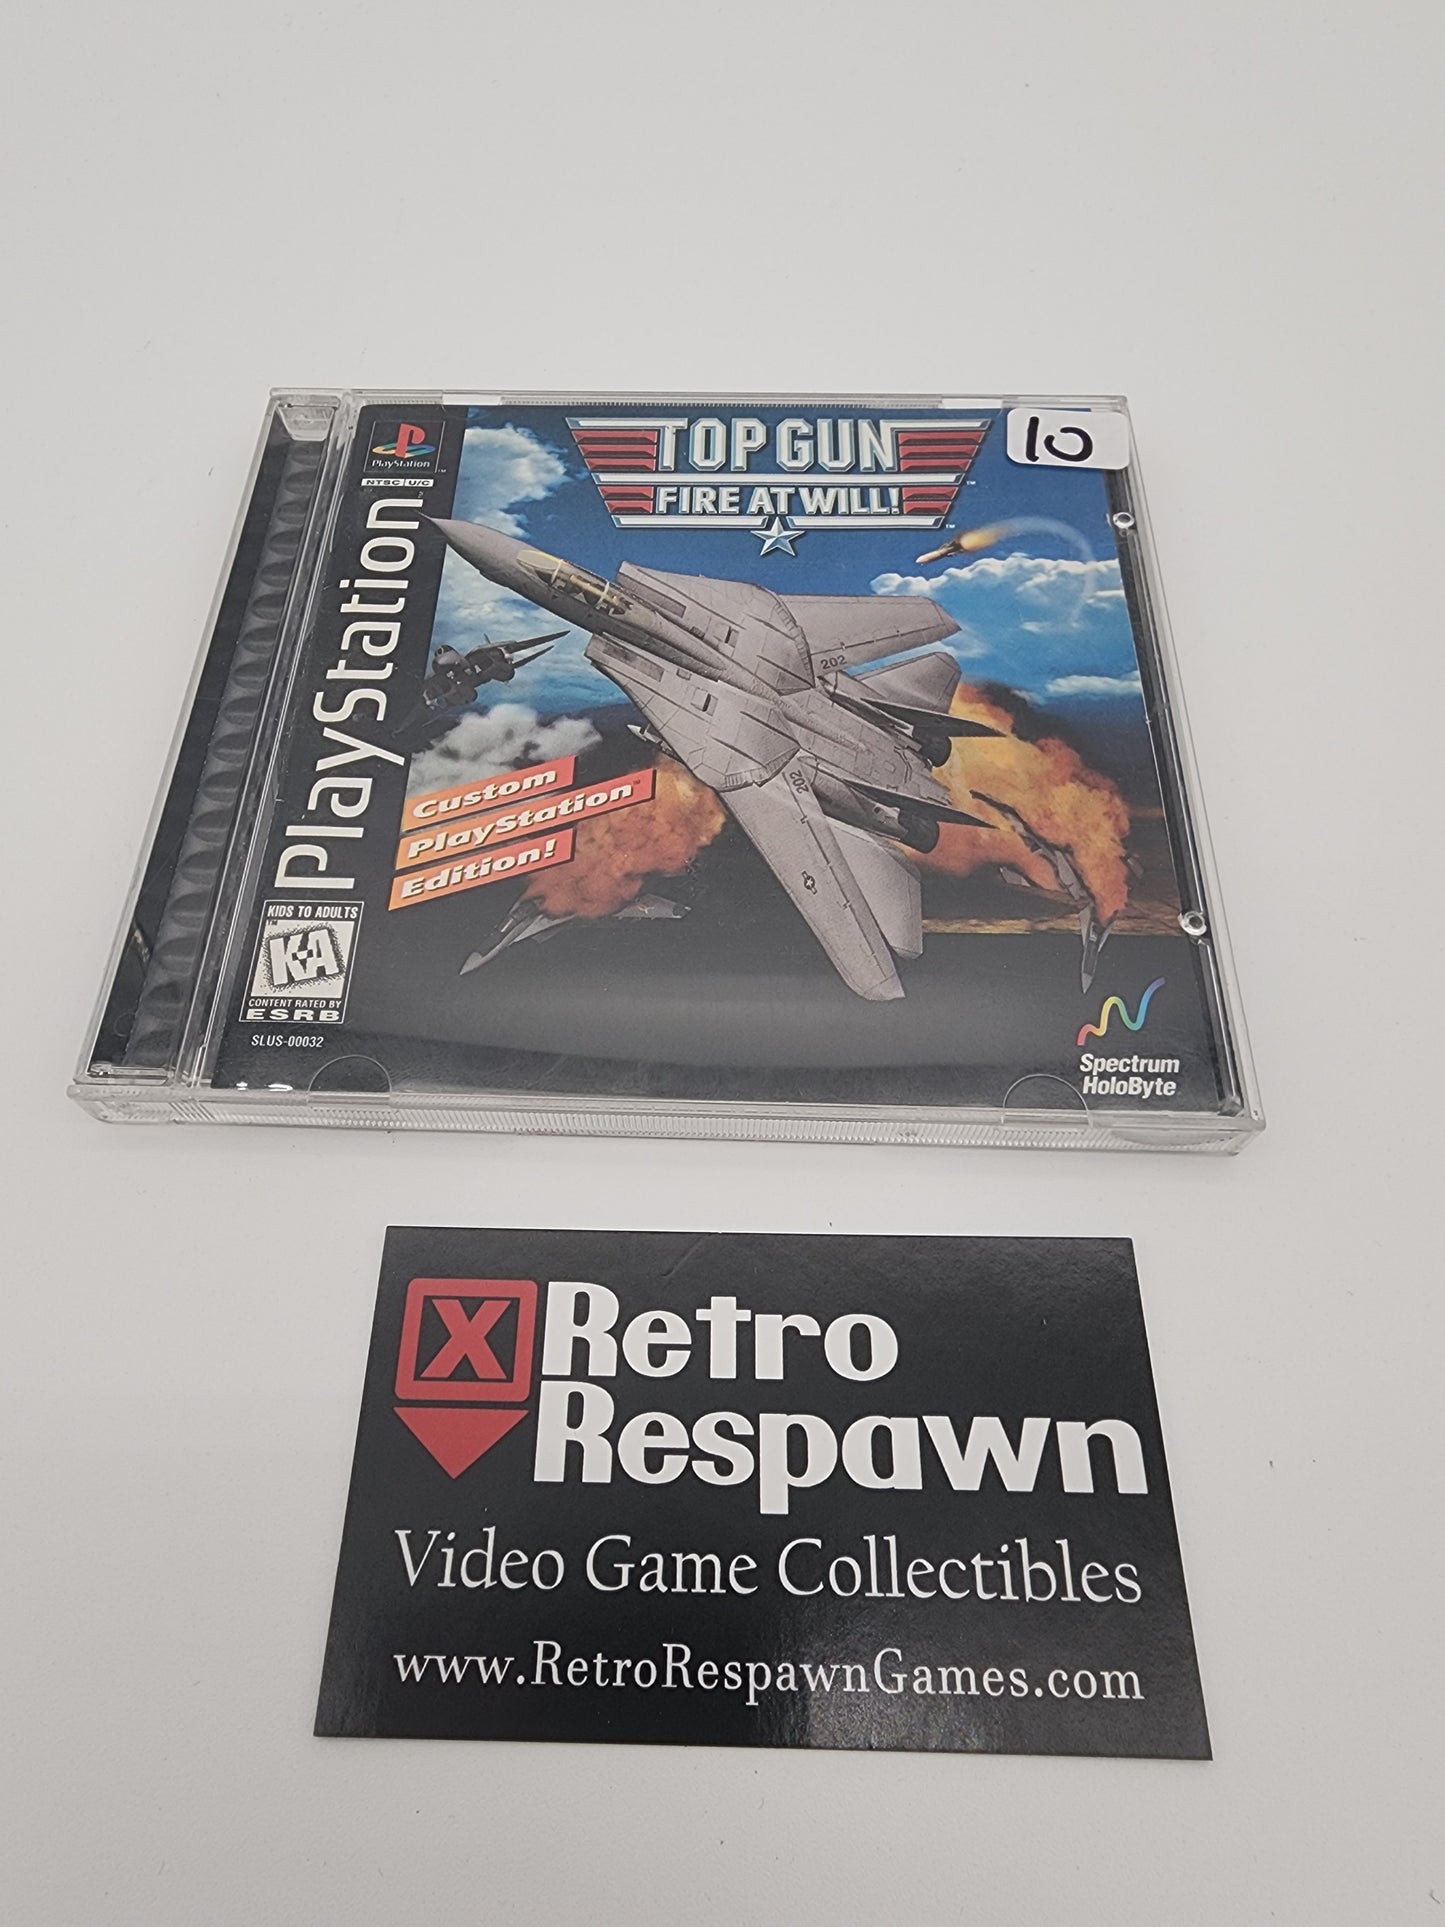 PlayStation
NTSC U/C
PlayStation
TOP GUN
FIRE AT WILL!
10
202
202
Custom
PlayStation™
Edition!
KIDS TO ADULTS
K-A
CONTENT RATED BY
ESRB
SLUS-00032
Spectrum
HoloByte
X Retro
Respawn
Video Game Collectibles
www.RetroRespawnGames.com